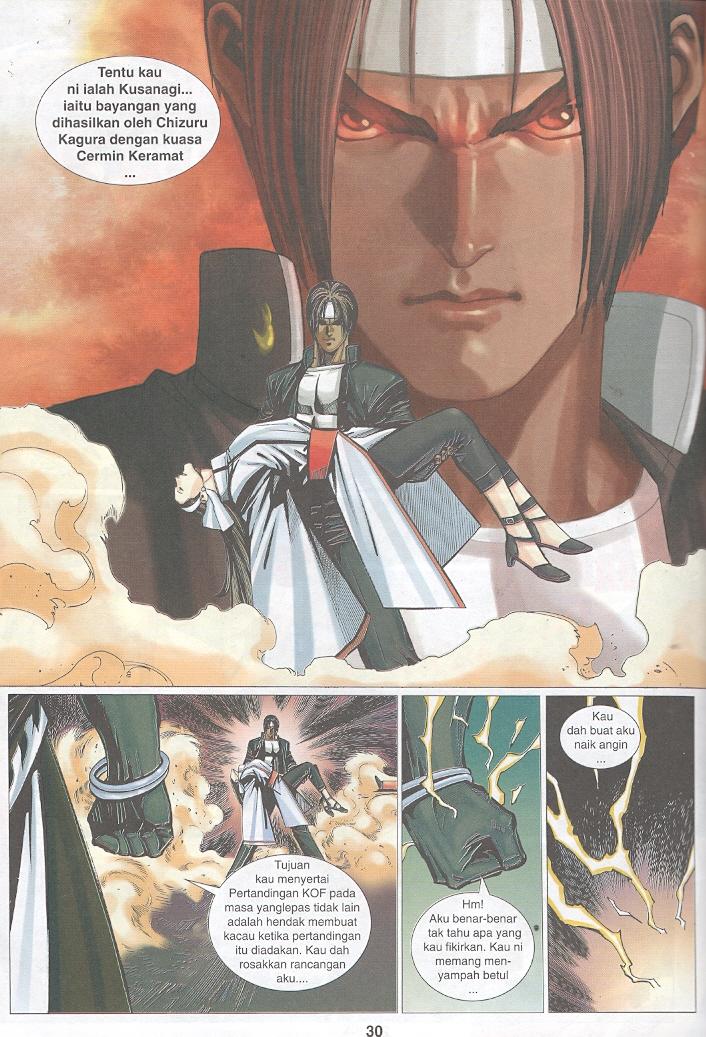 Tentu kau
ni ialah Kusanagi...
iaitu bayangan yang
dihasilkan oleh Chizuru
Kagura dengan kuasa
Cermin Keramat
...
Tujuan
kau menyertai
Pertandingan KOF pada
masa yanglepas tidak lain
adalah hendak membuat
kacau ketika pertandingan
itu diadakan. Kau dah
rosakkan rancangan
aku....
Hm!
Aku benar-benar
tak tahu apa yang
kau fikirkan. Kau ni
memang men-
yampah betul
...
Kau
dah buat aku
naik angin
...
30